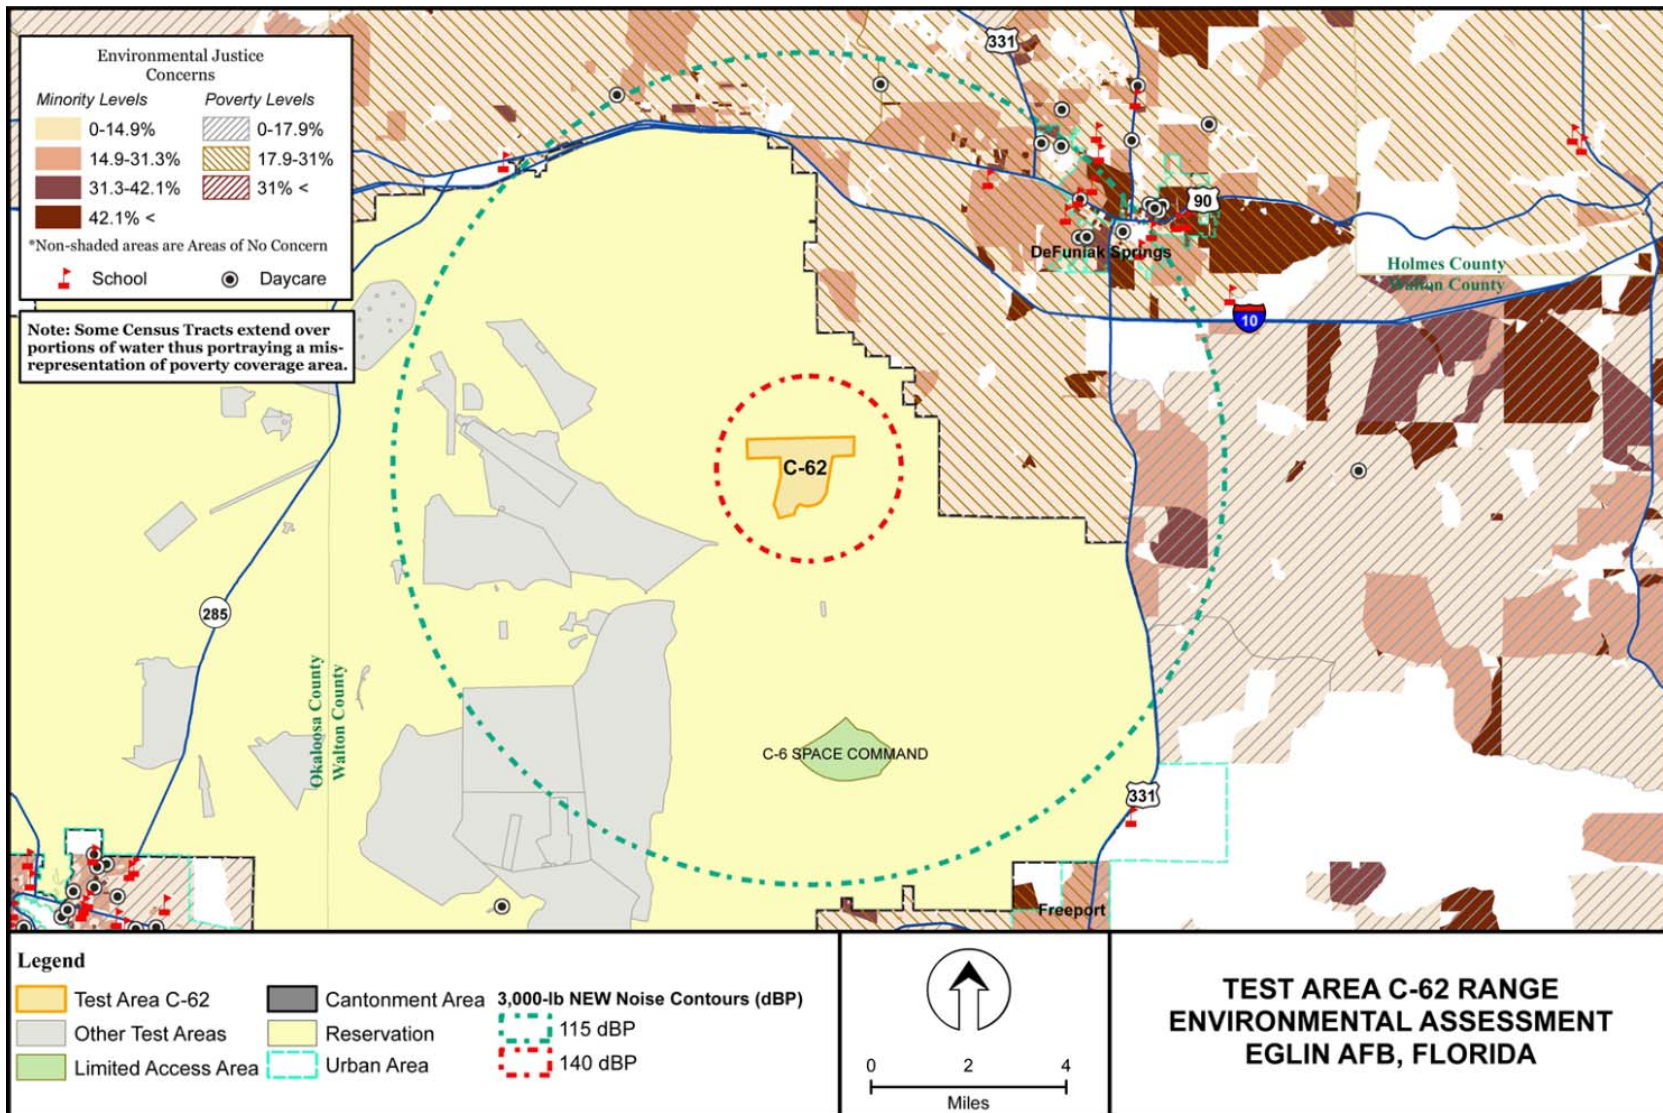 Environmental Justice
Concerns
Minority Levels
Poverty Levels
0-14.9%
0-17.9%
14.9-31.3%
17.9-31%
31.3-42.1%
31% <
42.1% <
*Non-shaded areas are Areas of No Concern
School
Daycare
Note: Some Census Tracts extend over
portions of water thus portraying a mis-
representation of poverty coverage area.
331
90
DeFuniak Springs
Holmes County
Walton County
10
C-62
285
Okaloosa County
Walton County
C-6 SPACE COMMAND
331
Freeport
Legend
Test Area C-62
Other Test Areas
Limited Access Area
Cantonment Area
Reservation
Urban Area
3,000-lb NEW Noise Contours (dBP)
115 dBP
140 dBP
0
2
4
Miles
TEST AREA C-62 RANGE
ENVIRONMENTAL ASSESSMENT
EGLIN AFB, FLORIDA